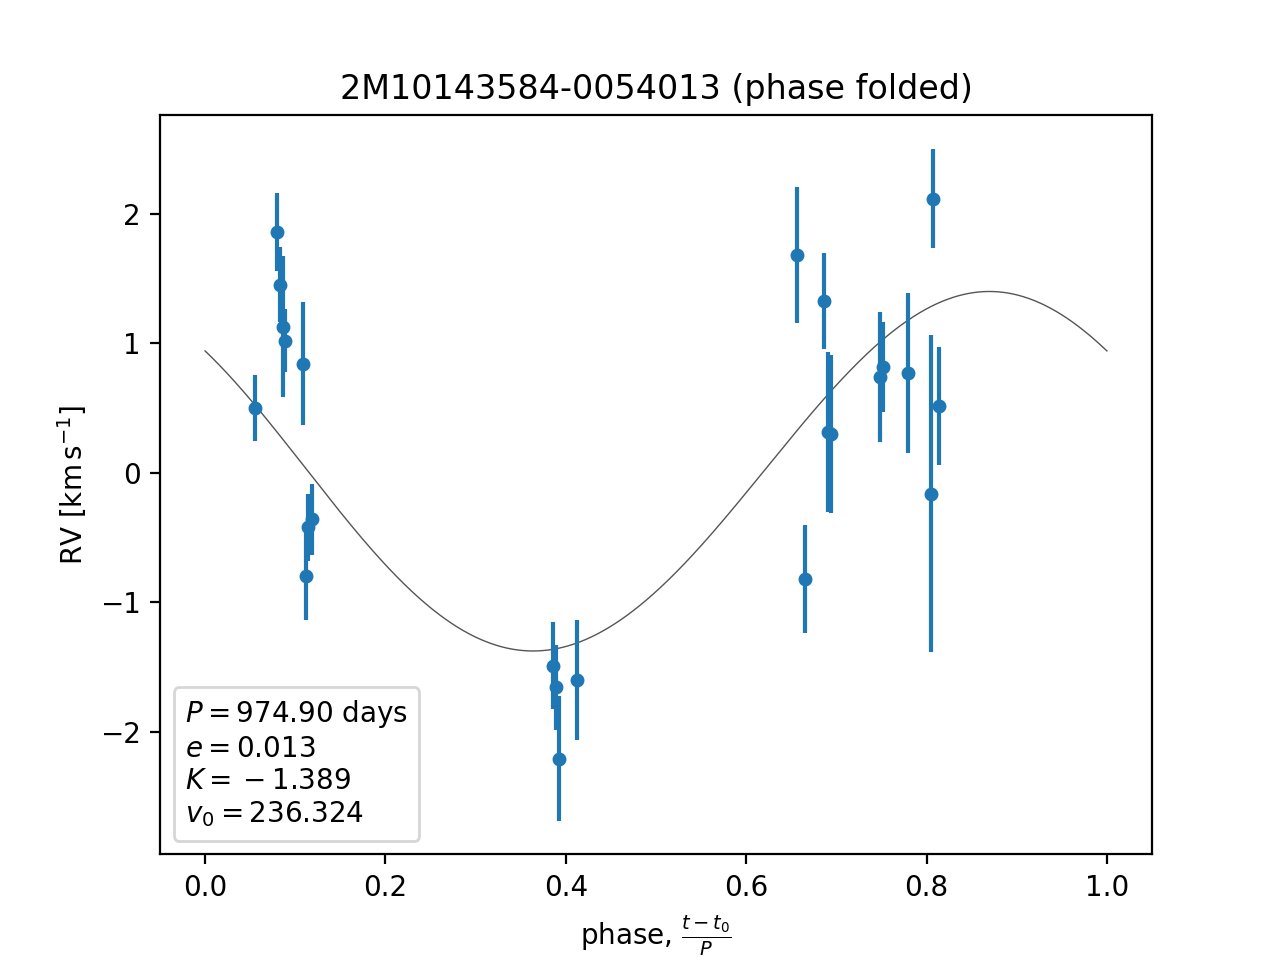 2M10143584-0054013 (phase folded)
RV [km s⁻¹]
2
1
0
−1
−2
P = 974.90 days
e = 0.013
K = −1.389
v₀ = 236.324
0.0 0.2 0.4 0.6 0.8 1.0
phase, (t − t₀)/P